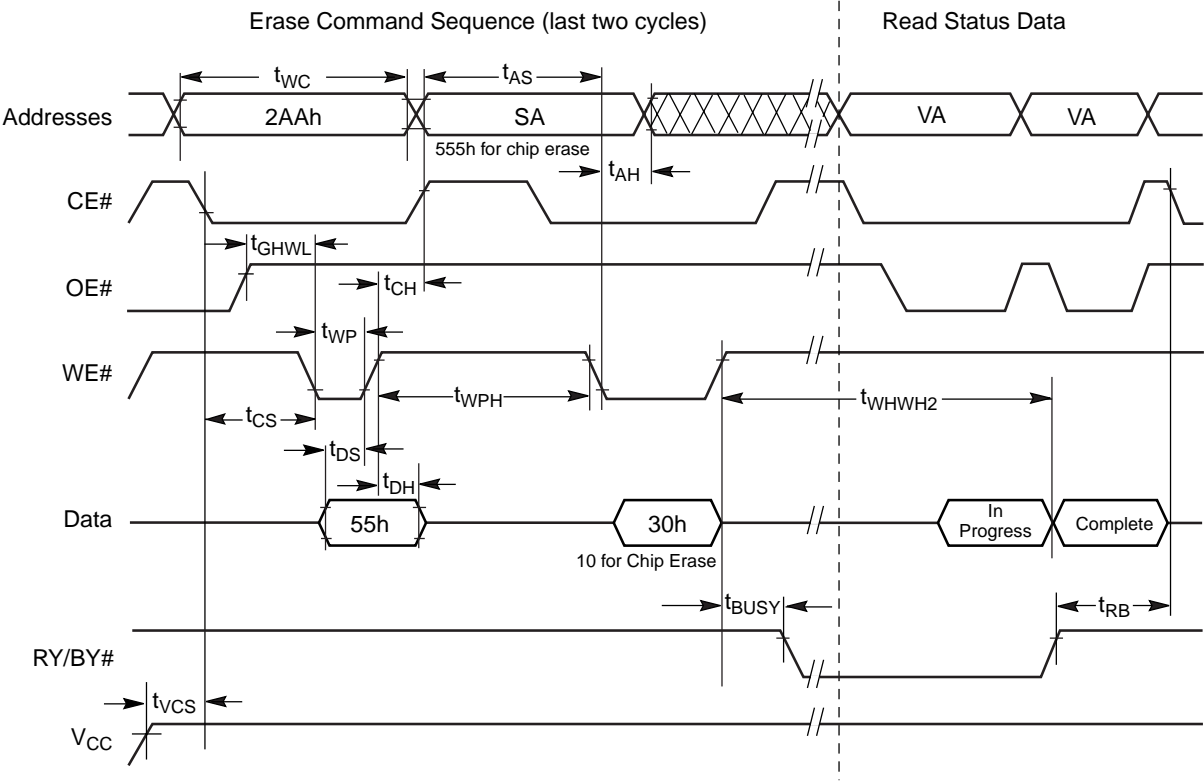 Erase Command Sequence (last two cycles)
Read Status Data
tWC
tAS
Addresses
2AAh
SA
VA
VA
555h for chip erase
tAH
CE#
tGHWL
OE#
tCH
tWP
WE#
tWPH
tWHWH2
tCS
tDS
tDH
Data
55h
30h
In
Progress
Complete
10 for Chip Erase
tBUSY
tRB
RY/BY#
tVCS
VCC